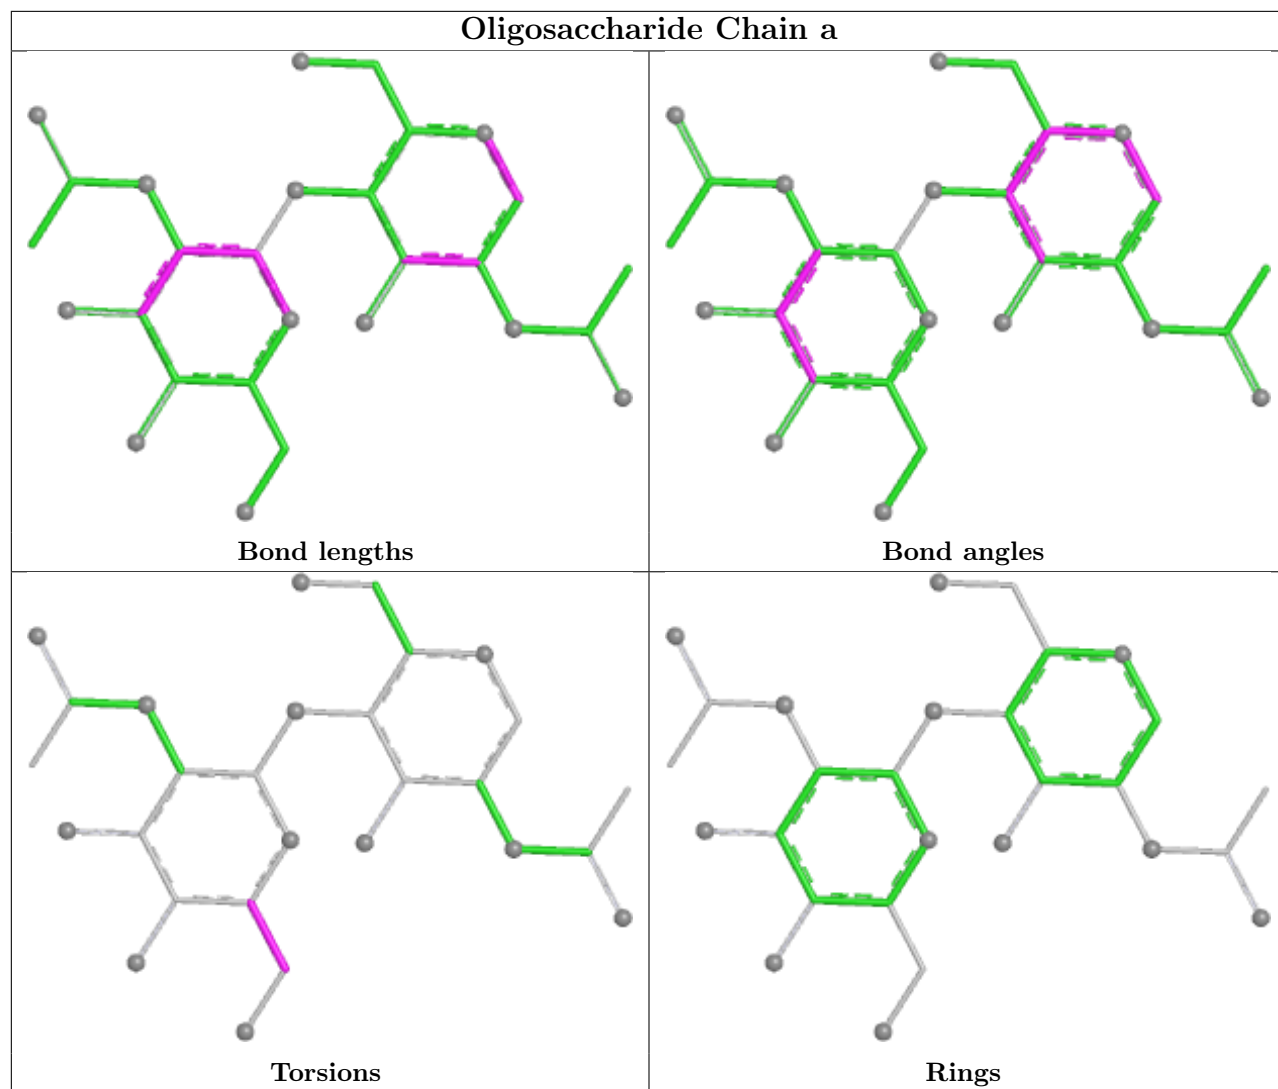 Oligosaccharide Chain a
Bond lengths
Bond angles
Torsions
Rings